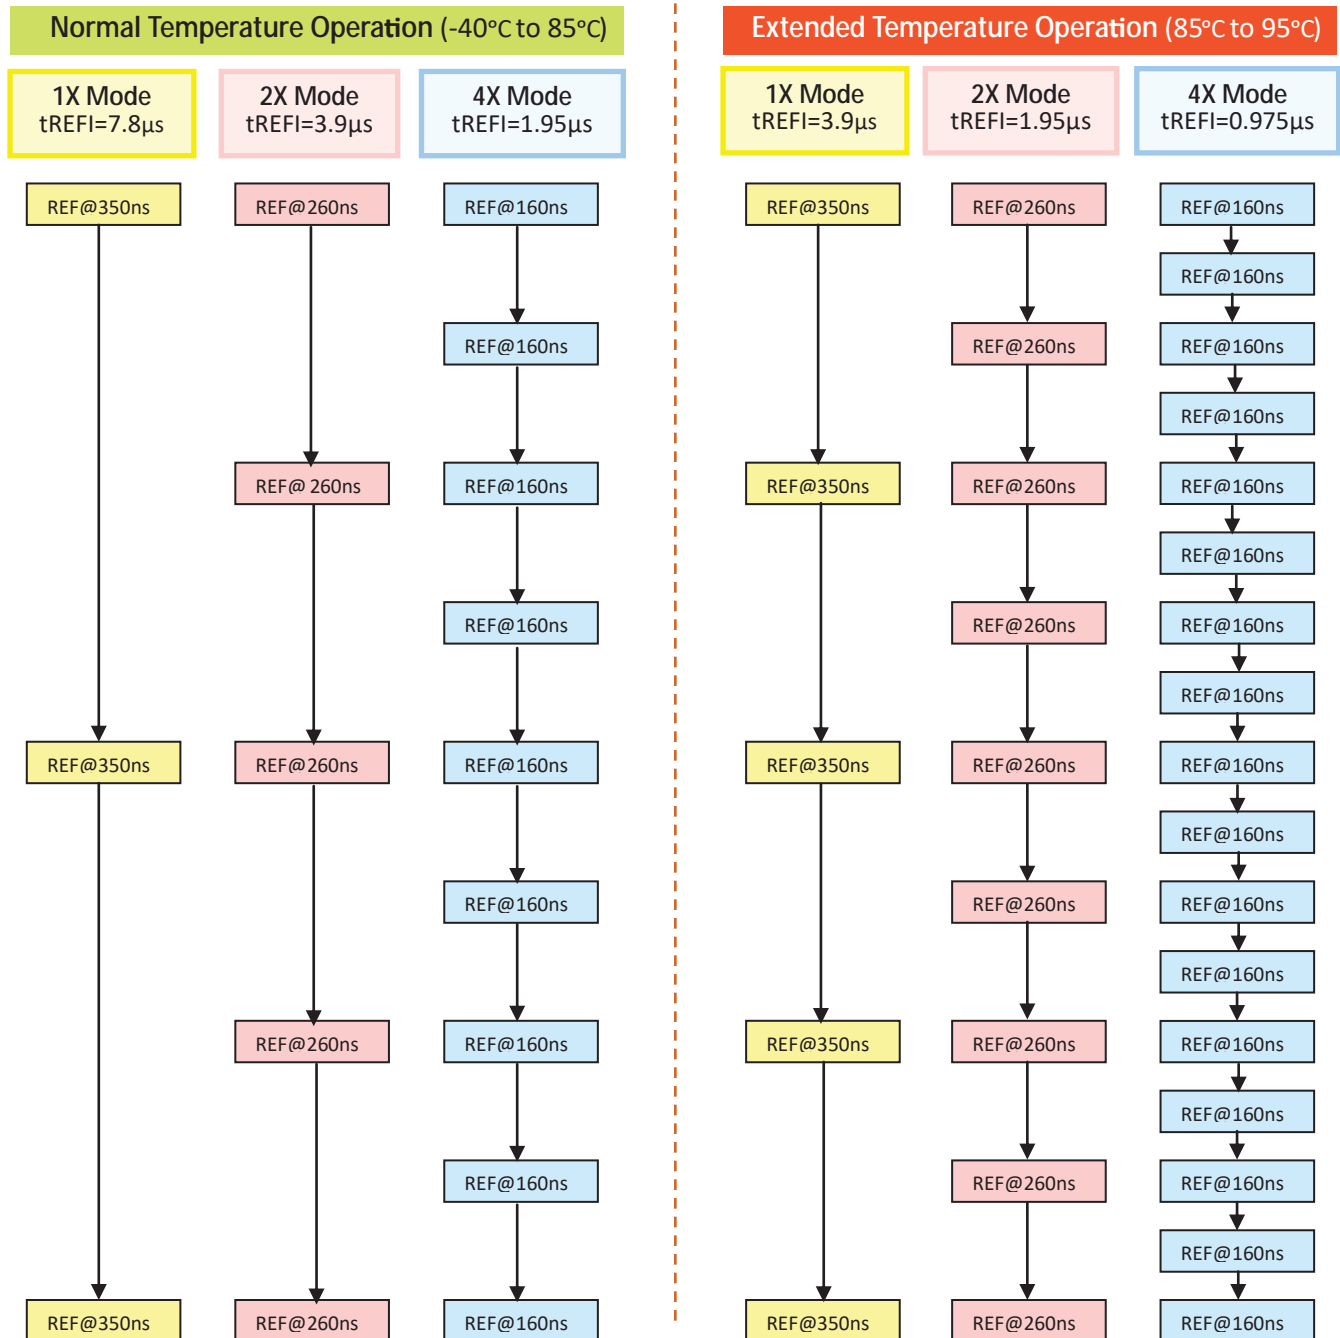 Normal Temperature Operation (-40°C to 85°C)
Extended Temperature Operation (85°C to 95°C)
1X Mode
tREFI=7.8µs
2X Mode
tREFI=3.9µs
4X Mode
tREFI=1.95µs
1X Mode
tREFI=3.9µs
2X Mode
tREFI=1.95µs
4X Mode
tREFI=0.975µs
REF@350ns
REF@260ns
REF@160ns
REF@350ns
REF@260ns
REF@160ns
REF@160ns
REF@160ns
REF@260ns
REF@160ns
REF@160ns
REF@ 260ns
REF@160ns
REF@350ns
REF@260ns
REF@160ns
REF@160ns
REF@160ns
REF@260ns
REF@160ns
REF@160ns
REF@350ns
REF@260ns
REF@160ns
REF@350ns
REF@260ns
REF@160ns
REF@160ns
REF@160ns
REF@260ns
REF@160ns
REF@160ns
REF@260ns
REF@160ns
REF@350ns
REF@260ns
REF@160ns
REF@160ns
REF@160ns
REF@260ns
REF@160ns
REF@160ns
REF@350ns
REF@260ns
REF@160ns
REF@350ns
REF@260ns
REF@160ns